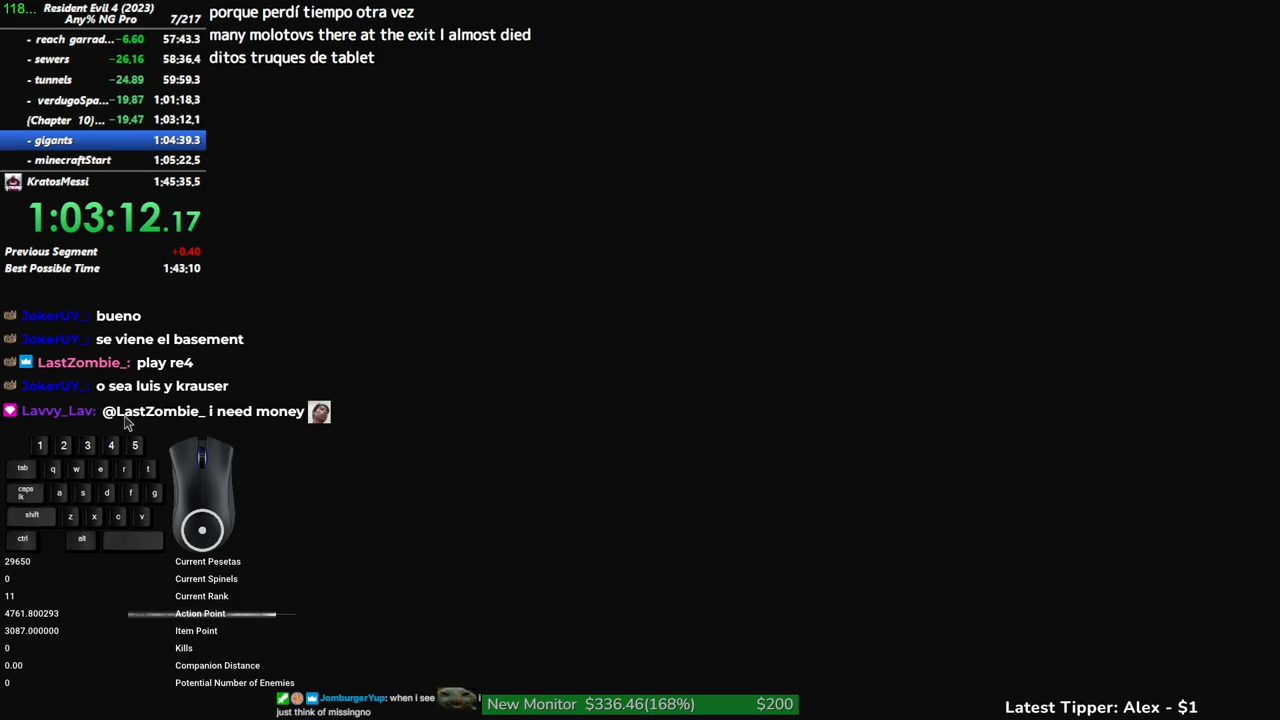 118... Resident Evil 4 (2023)
Any% NG Pro 7/217
- reach garrad... -6.60 57:43.3
- sewers -26.16 58:36.4
- tunnels -24.89 59:59.3
- verdugoSpa... -19.87 1:01:18.3
{Chapter 10}... -19.47 1:03:12.1
- gigants 1:04:39.3
- minecraftStart 1:05:22.5
KratosMessi 1:45:35.5
1:03:12.17
Previous Segment +0.40
Best Possible Time 1:43:10
porque perdí tiempo otra vez
many molotovs there at the exit I almost died
ditos truques de tablet
JokerUY_: bueno
JokerUY_: se viene el basement
LastZombie_: play re4
JokerUY_: o sea luis y krauser
Lavvy_Lav: @LastZombie_ i need money
1 2 3 4 5
tab q w e r t
caps lk a s d f g
shift z x c v
ctrl alt
29650 Current Pesetas
0 Current Spinels
11 Current Rank
4761.800293 Action Point
3087.000000 Item Point
0 Kills
0.00 Companion Distance
0 Potential Number of Enemies
JomburgerYup: when i see i
just think of missingno
New Monitor $336.46(168%) $200
Latest Tipper: Alex - $1